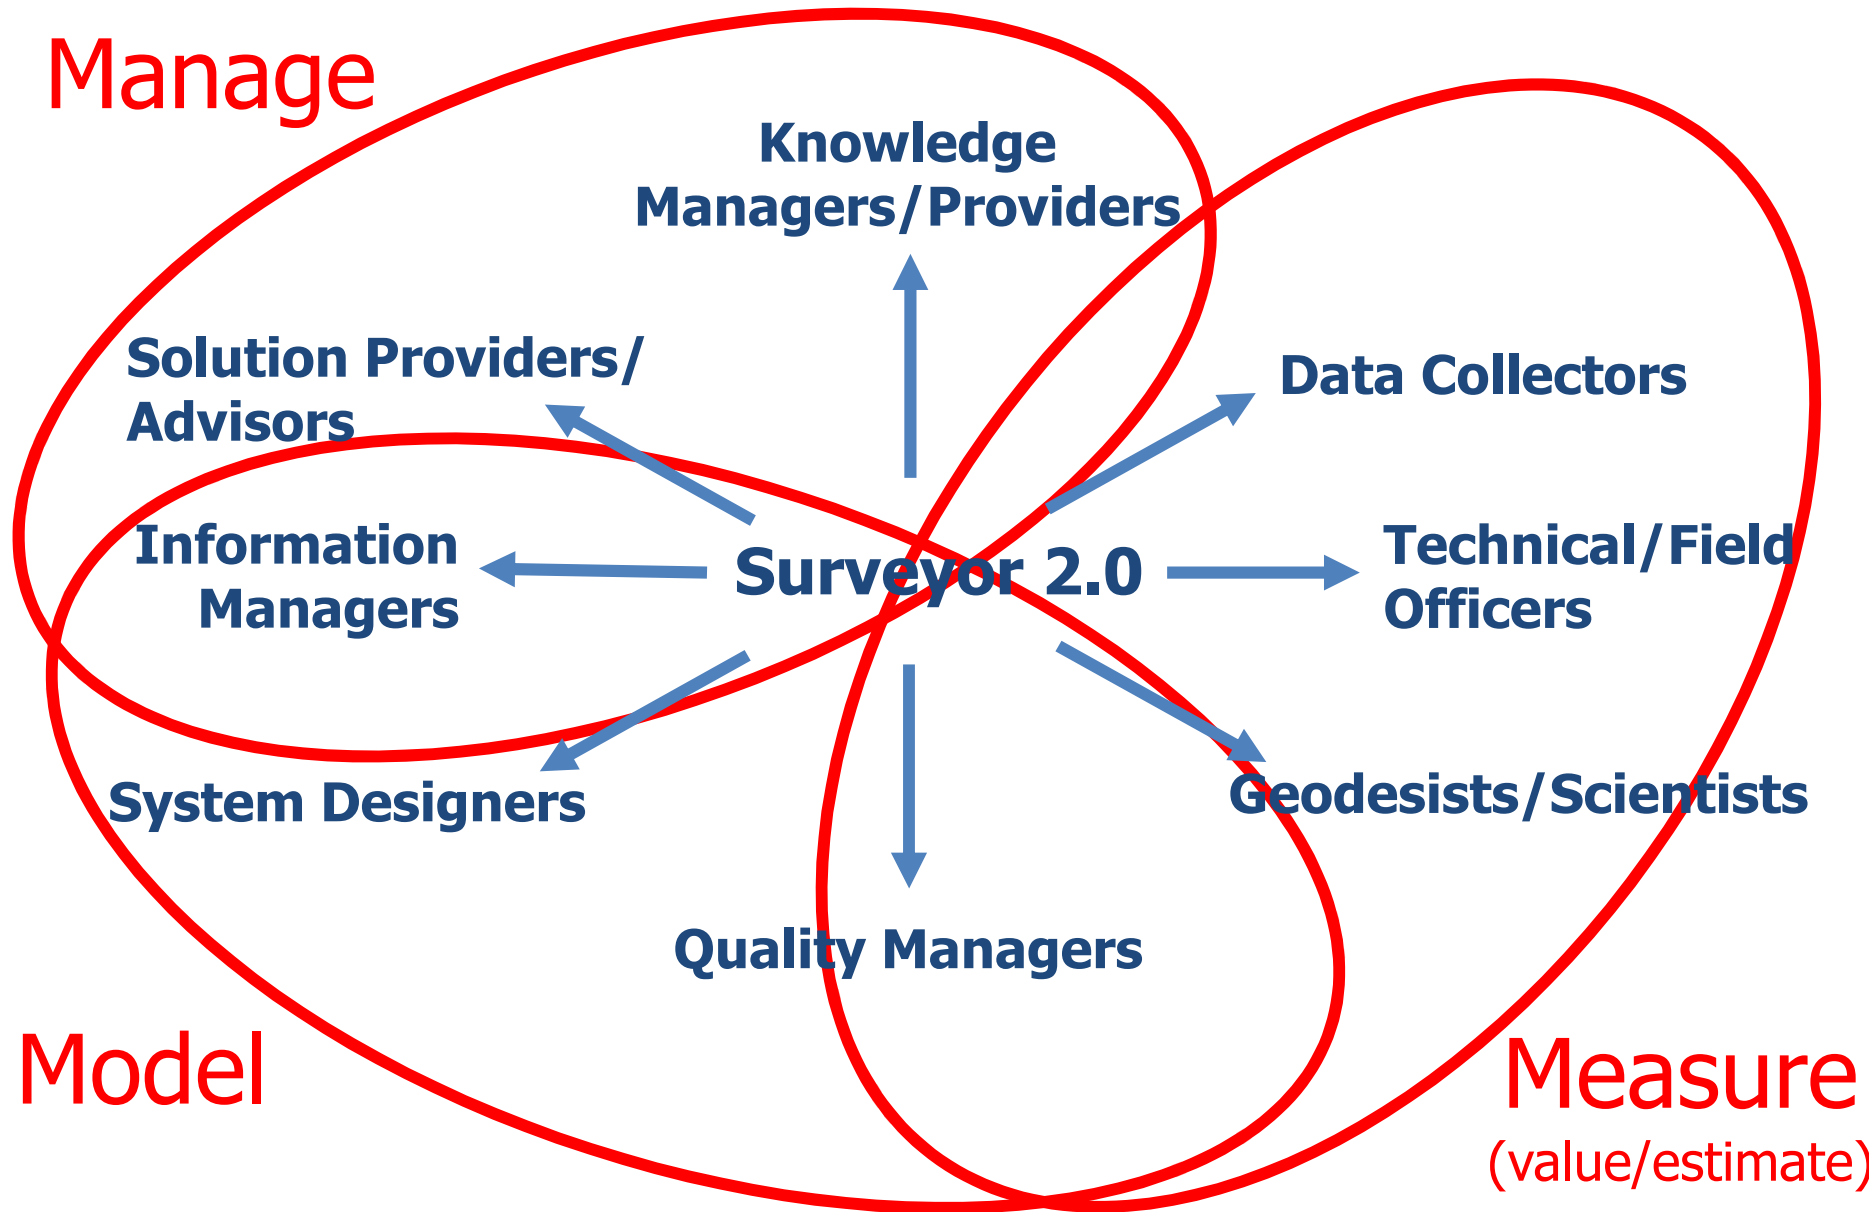 Manage
Knowledge
Managers/Providers
Solution Providers/
Advisors
Data Collectors
Information
Managers
Surveyor 2.0
Technical/Field
Officers
System Designers
Geodesists/Scientists
Quality Managers
Model
Measure
(value/estimate)